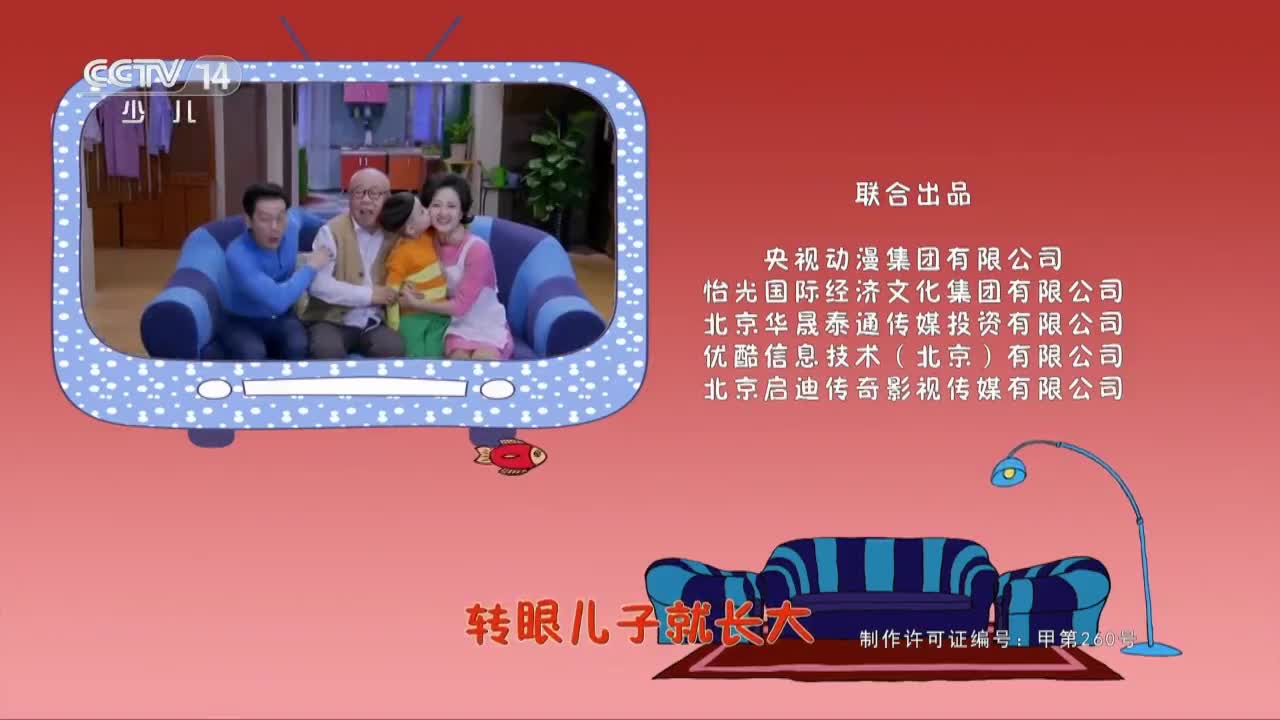 CCTV 14
少儿
联合出品
央视动漫集团有限公司
怡光国际经济文化集团有限公司
北京华晟泰通传媒投资有限公司
优酷信息技术（北京）有限公司
北京启迪传奇影视传媒有限公司
转眼儿子就长大
制作许可证编号：甲第260号